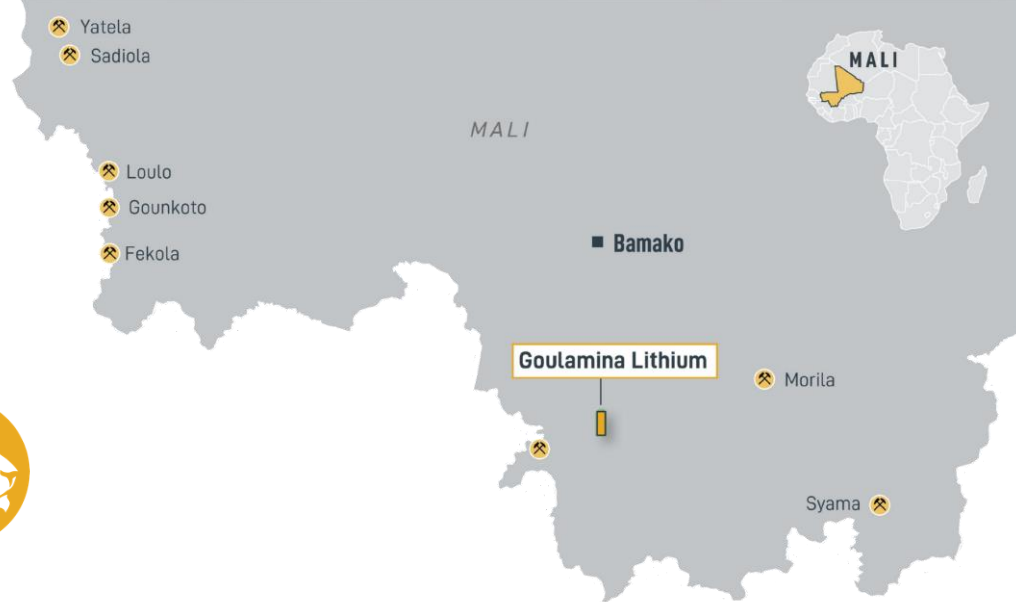 Yatela
Sadiola
MALI
MALI
Loulo
Gounkoto
Fekola
Bamako
Goulamina Lithium
Morila
Syama